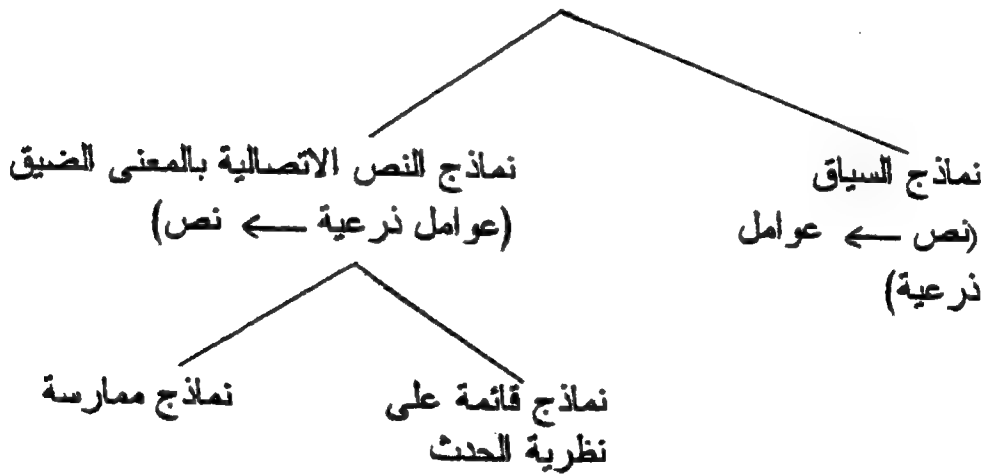 نماذج السياق
(نص ← عوامل
ذرعية)
نماذج النص الاتصالية بالمعنى الضيق
(عوامل ذرعية ← نص)
نماذج قائمة على
نظرية الحدث
نماذج ممارسة